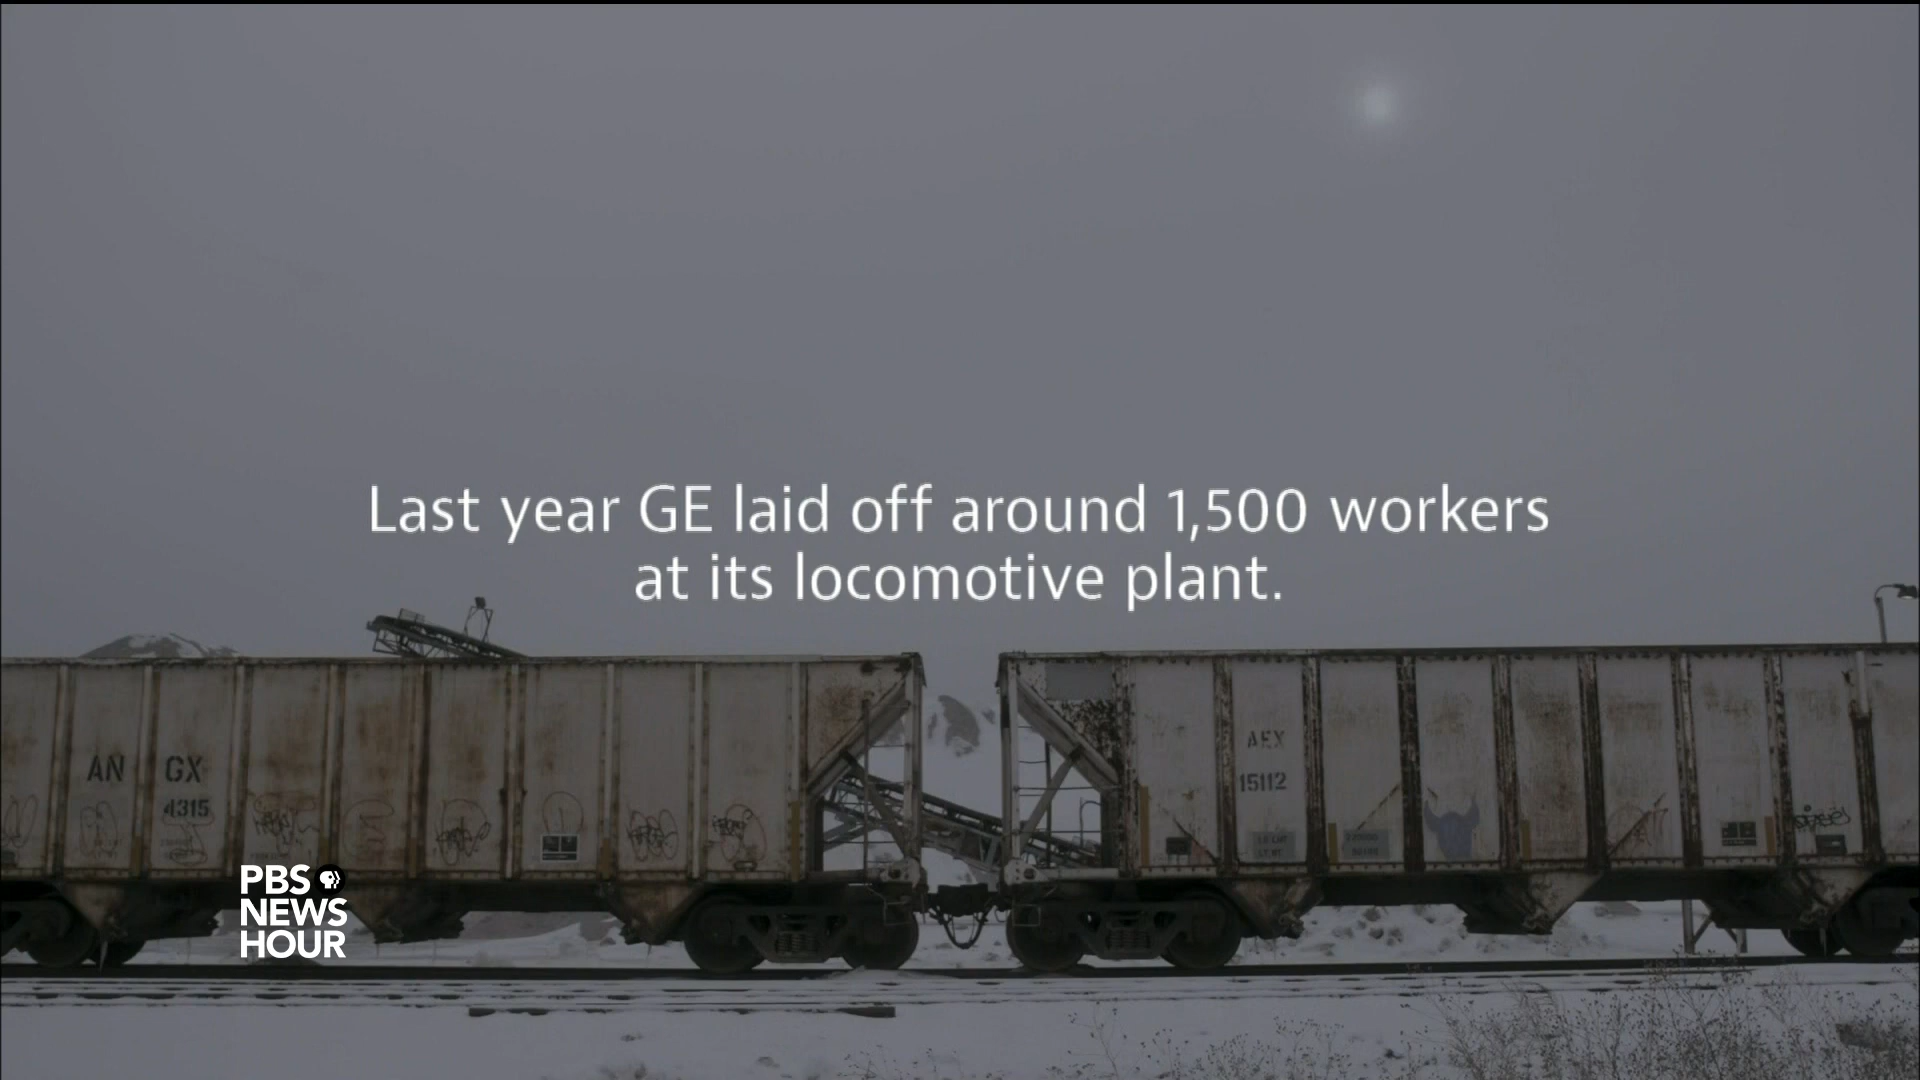 Last year GE laid off around 1,500 workers
at its locomotive plant.
AN GX
4315
AEX
15112
PBS
NEWS
HOUR